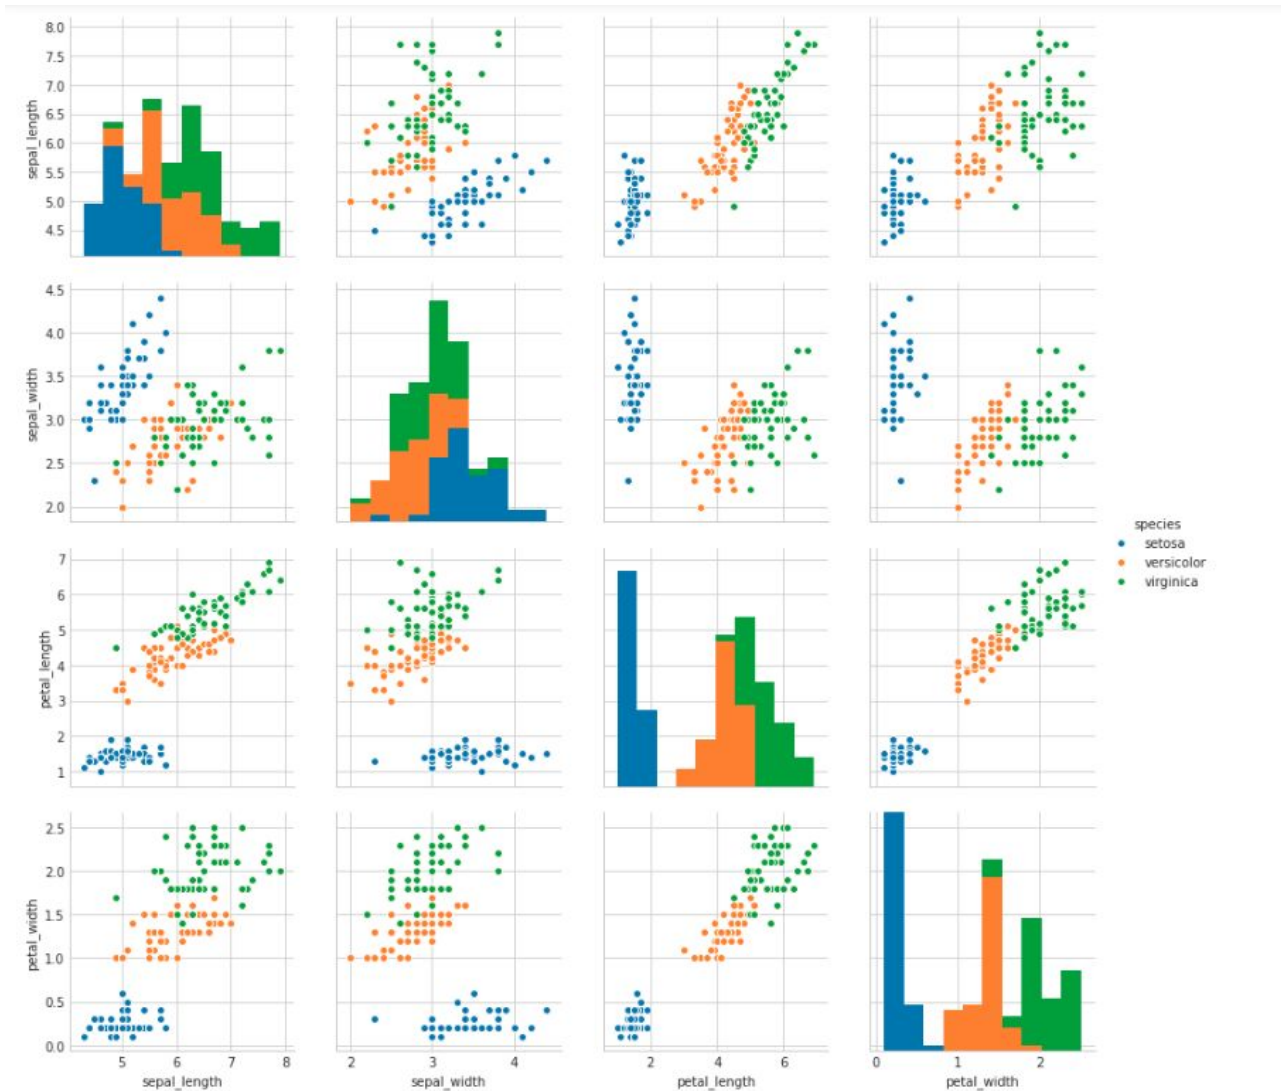 8.0
7.5
7.0
6.5
6.0
5.5
5.0
4.5
sepal_length
4.5
4.0
3.5
3.0
2.5
2.0
sepal_width
species
setosa
versicolor
virginica
7
6
5
4
3
2
1
petal_length
2.5
2.0
1.5
1.0
0.5
0.0
petal_width
5 6 7 8
2 3 4
2 4 6
0 1 2
sepal_length sepal_width petal_length petal_width